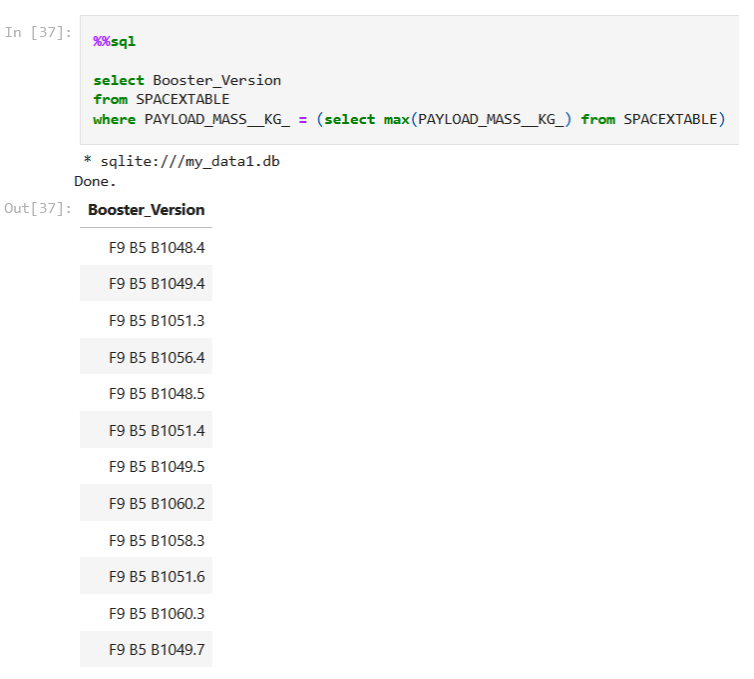 In [37]:
%%sql
select Booster_Version
from SPACEXTABLE
where PAYLOAD_MASS__KG_ = (select max(PAYLOAD_MASS__KG_) from SPACEXTABLE)
* sqlite:///my_data1.db
Done.
Out[37]:
Booster_Version
F9 B5 B1048.4
F9 B5 B1049.4
F9 B5 B1051.3
F9 B5 B1056.4
F9 B5 B1048.5
F9 B5 B1051.4
F9 B5 B1049.5
F9 B5 B1060.2
F9 B5 B1058.3
F9 B5 B1051.6
F9 B5 B1060.3
F9 B5 B1049.7